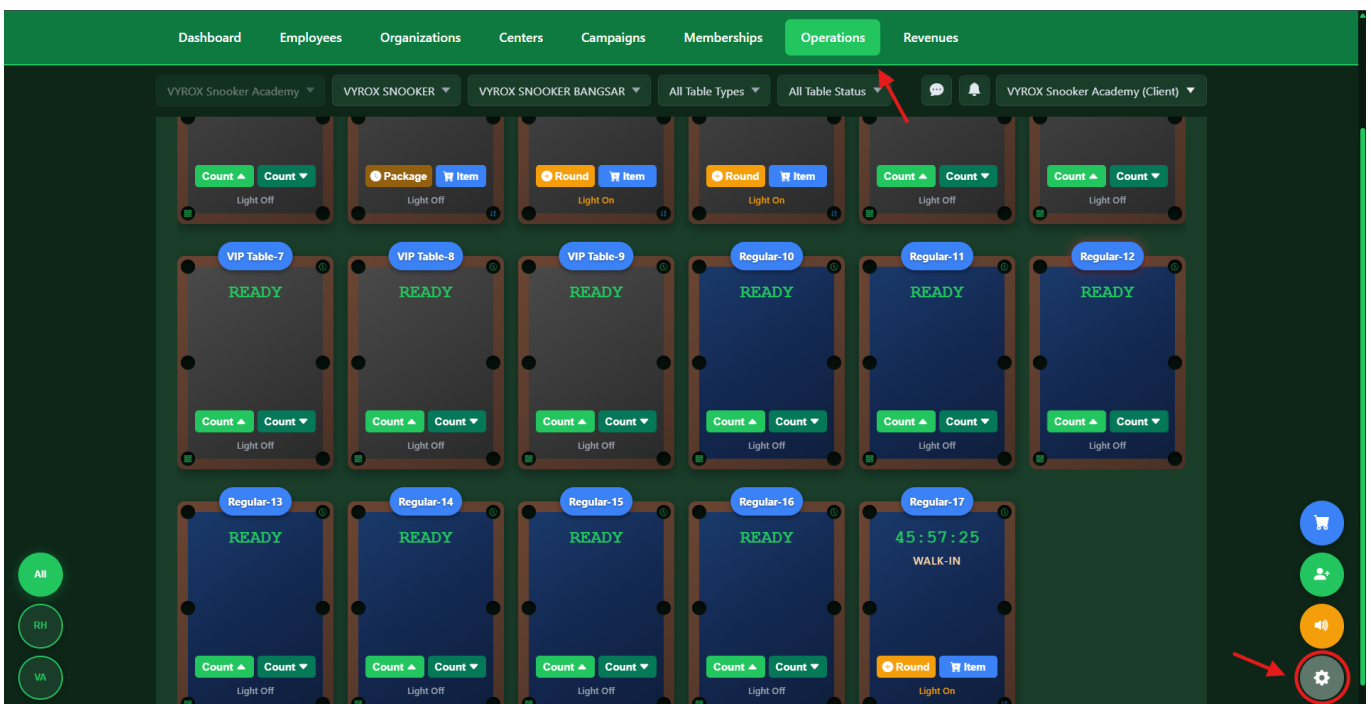 Dashboard Employees Organizations Centers Campaigns Memberships Operations Revenues
VYROX Snooker Academy VYROX SNOOKER VYROX SNOOKER BANGSAR All Table Types All Table Status VYROX Snooker Academy (Client)
Count Count Package Item Round Item Round Item Count Count Count Count
Light Off Light Off Light On Light On Light Off Light Off
VIP Table-7 VIP Table-8 VIP Table-9 Regular-10 Regular-11 Regular-12
READY READY READY READY READY READY
Count Count Count Count Count Count Count Count Count Count Count Count
Light Off Light Off Light Off Light Off Light Off Light Off
Regular-13 Regular-14 Regular-15 Regular-16 Regular-17
READY READY READY READY 45:57:25
WALK-IN
All
RH
Count Count Count Count Count Count Count Count Round Item
VA
Light Off Light Off Light Off Light Off Light On